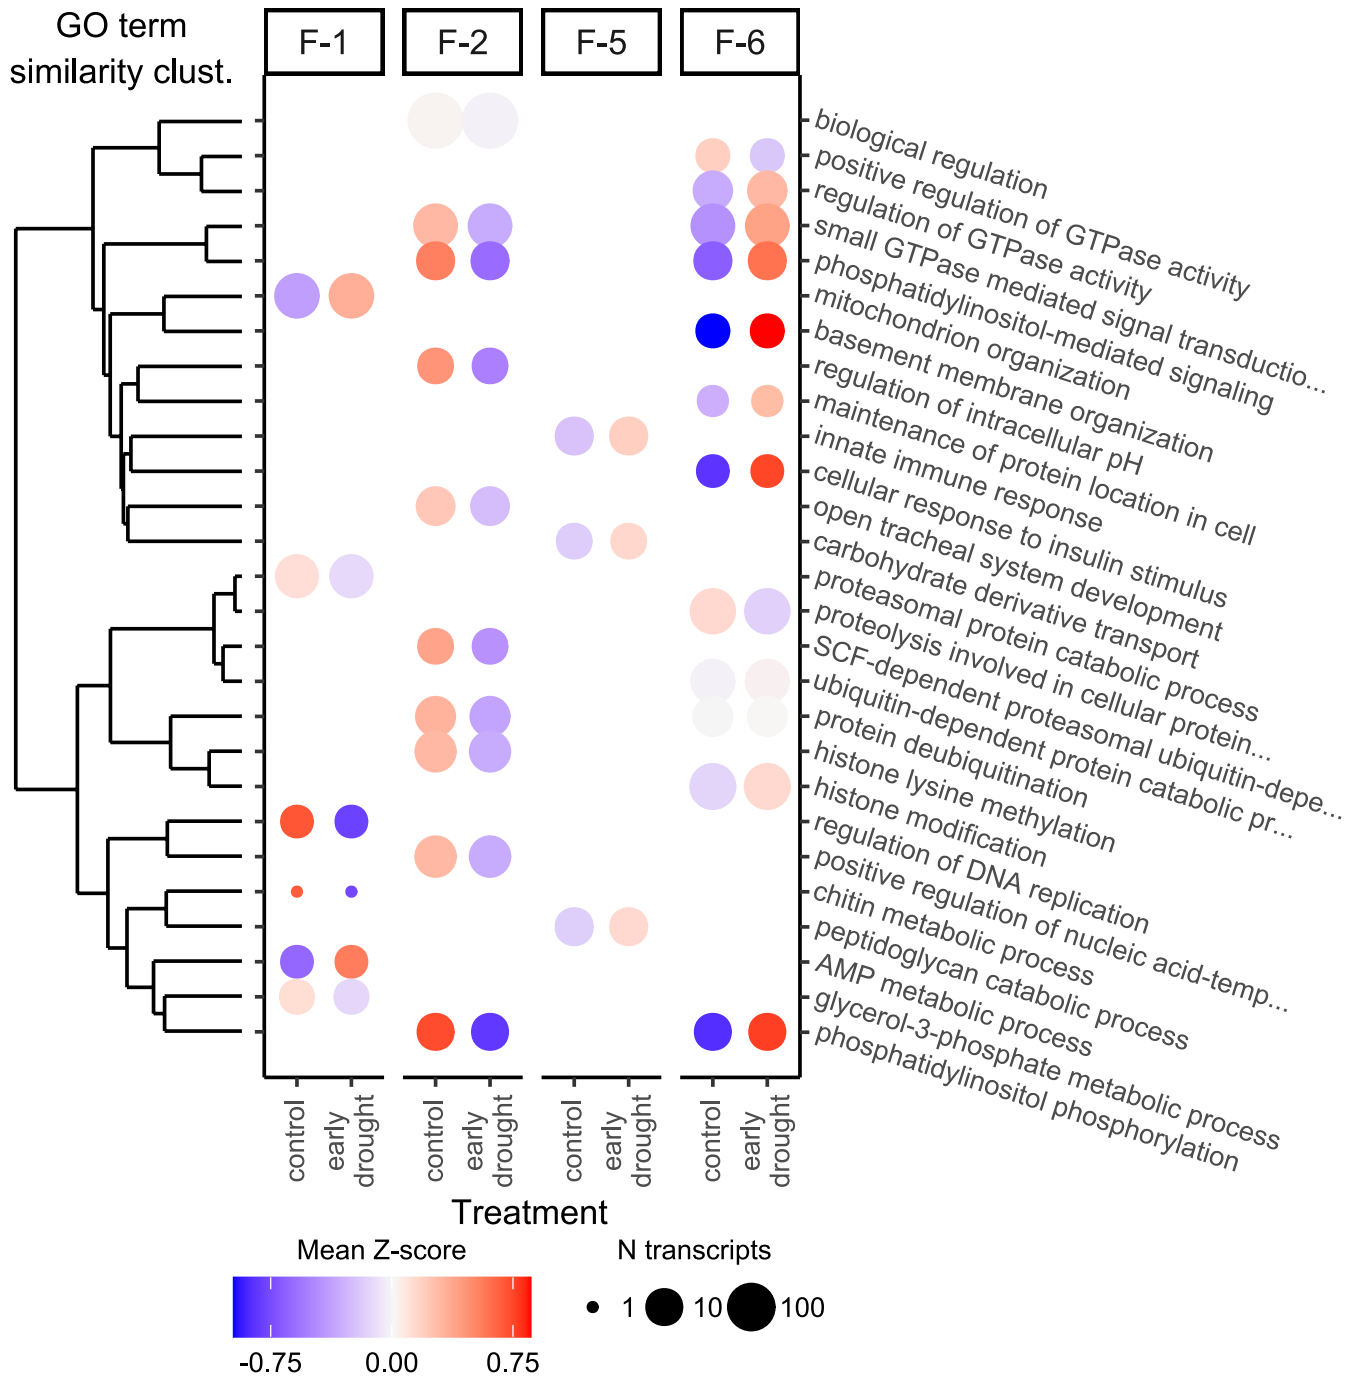 GO term
similarity clust.
F-1
F-2
F-5
F-6
biological regulation
positive regulation of GTPase activity
regulation of GTPase activity
small GTPase mediated signal transductio...
phosphatidylinositol-mediated signaling
mitochondrion organization
basement membrane organization
regulation of intracellular pH
maintenance of protein location in cell
innate immune response
cellular response to insulin stimulus
open tracheal system development
carbohydrate derivative transport
proteasomal protein catabolic process
proteolysis involved in cellular protein...
SCF-dependent proteasomal ubiquitin-depe...
ubiquitin-dependent protein catabolic pr...
protein deubiquitination
histone lysine methylation
histone modification
regulation of DNA replication
positive regulation of nucleic acid-temp...
chitin metabolic process
peptidoglycan catabolic process
AMP metabolic process
glycerol-3-phosphate metabolic process
phosphatidylinositol phosphorylation
control
early
drought
control
early
drought
control
early
drought
control
early
drought
Treatment
Mean Z-score
-0.75
0.00
0.75
N transcripts
1
10
100